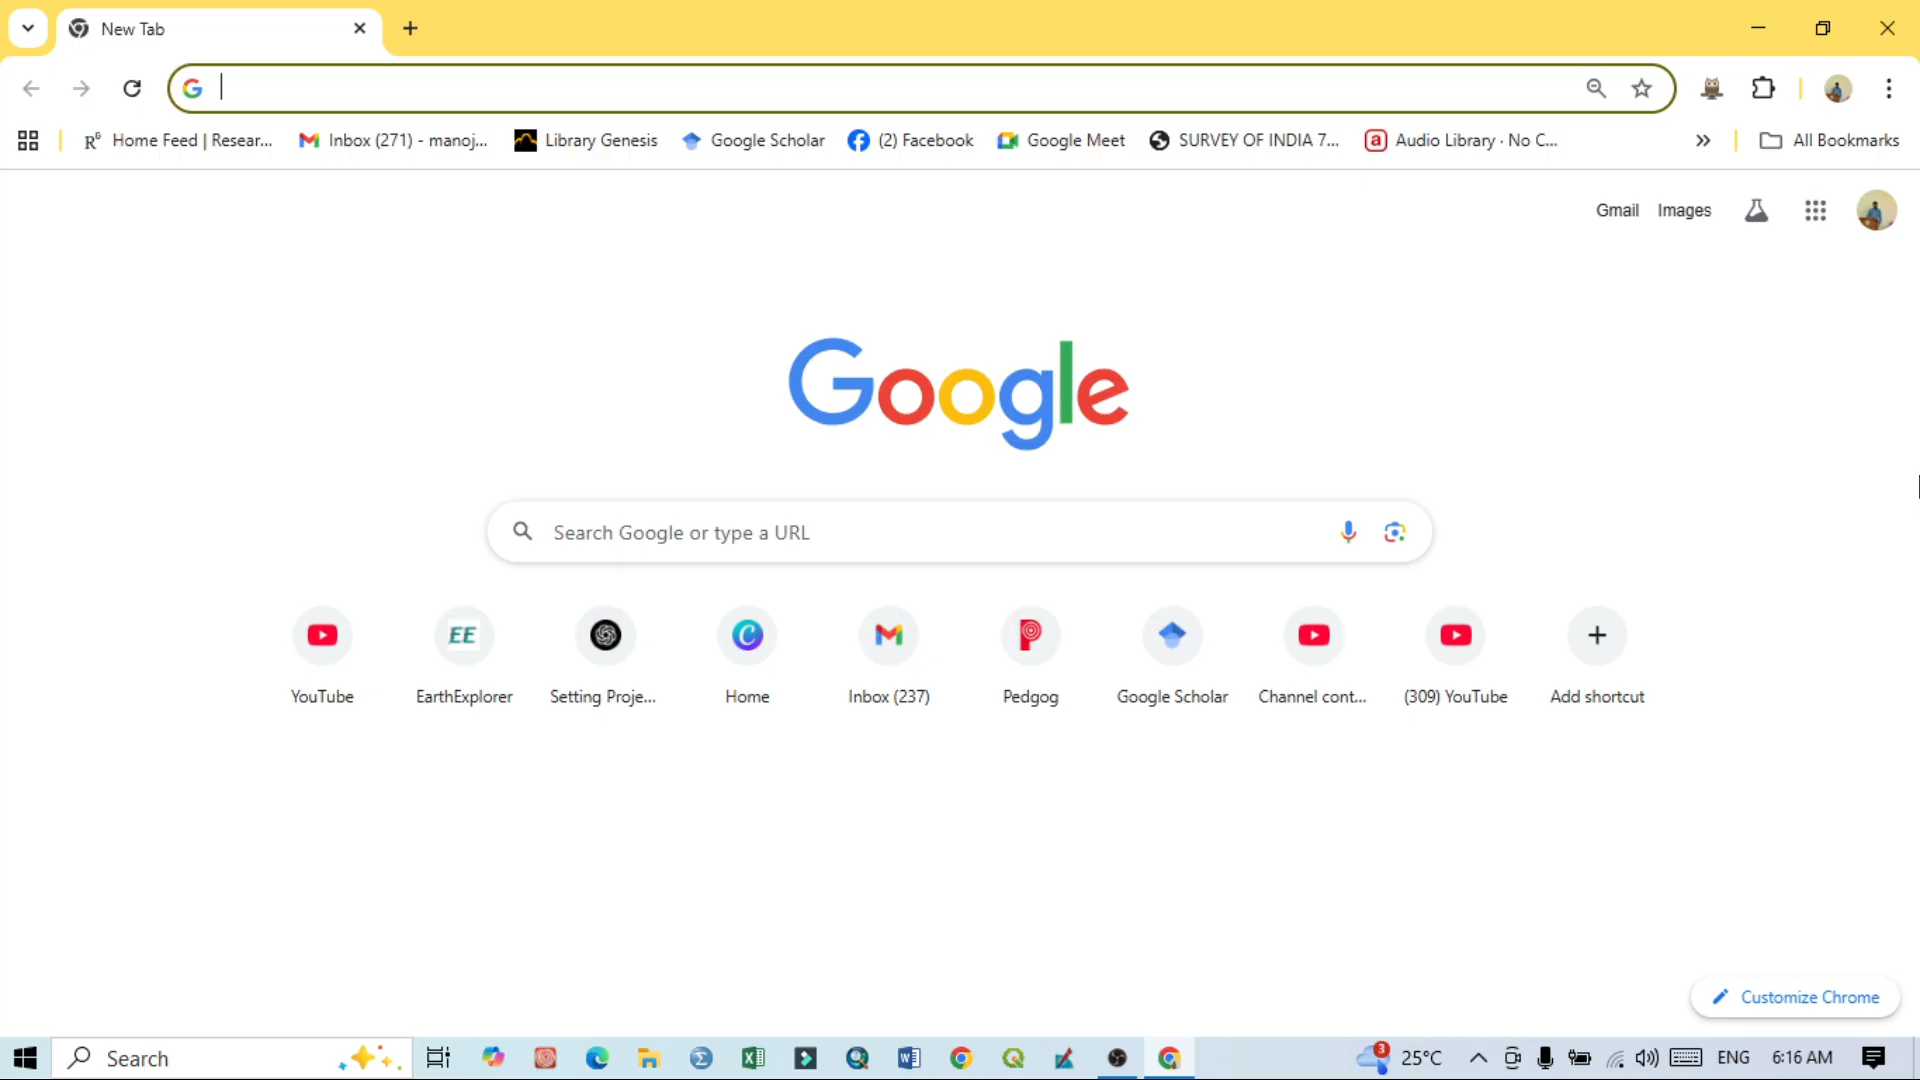 New Tab
Home Feed | Resear...
Inbox (271) - manoj...
Library Genesis
Google Scholar
(2) Facebook
Google Meet
SURVEY OF INDIA 7...
Audio Library · No C...
All Bookmarks
Gmail
Images
Google
Search Google or type a URL
YouTube
EarthExplorer
Setting Proje...
Home
Inbox (237)
Pedgog
Google Scholar
Channel cont...
(309) YouTube
Add shortcut
Customize Chrome
Search
3
25°C
ENG
6:16 AM